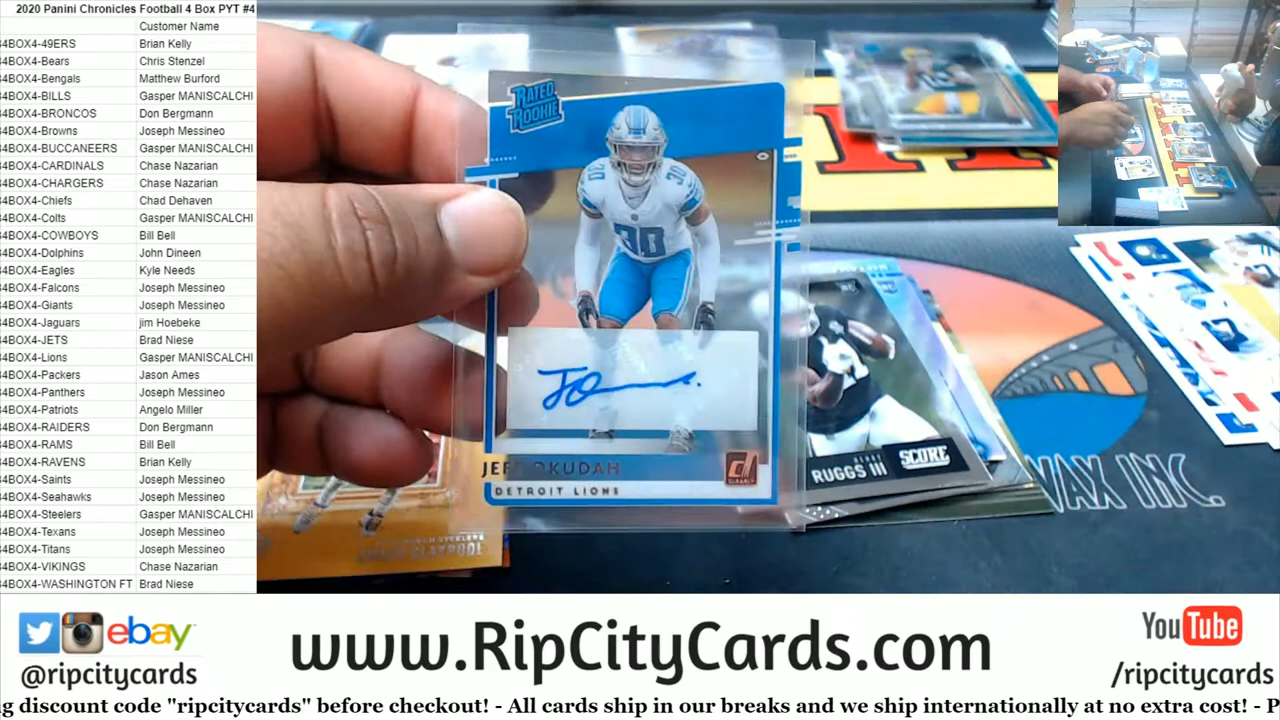 2020 Panini Chronicles Football 4 Box PYT #4
Customer Name
4BOX4-49ERS Brian Kelly
4BOX4-Bears Chris Stenzel
4BOX4-Bengals Matthew Burford
4BOX4-BILLS Gasper MANISCALCHI
4BOX4-BRONCOS Don Bergmann
4BOX4-Browns Joseph Messineo
4BOX4-BUCCANEERS Gasper MANISCALCHI
4BOX4-CARDINALS Chase Nazarian
4BOX4-CHARGERS Chase Nazarian
4BOX4-Chiefs Chad Dehaven
4BOX4-Colts Gasper MANISCALCHI
4BOX4-COWBOYS Bill Bell
4BOX4-Dolphins John Dineen
4BOX4-Eagles Kyle Needs
4BOX4-Falcons Joseph Messineo
4BOX4-Giants Joseph Messineo
4BOX4-Jaguars jim Hoebeke
4BOX4-JETS Brad Niese
4BOX4-Lions Gasper MANISCALCHI
4BOX4-Packers Jason Ames
4BOX4-Panthers Joseph Messineo
4BOX4-Patriots Angelo Miller
4BOX4-RAIDERS Don Bergmann
4BOX4-RAMS Bill Bell
4BOX4-RAVENS Brian Kelly
4BOX4-Saints Joseph Messineo
4BOX4-Seahawks Joseph Messineo
4BOX4-Steelers Gasper MANISCALCHI
4BOX4-Texans Joseph Messineo
4BOX4-Titans Joseph Messineo
4BOX4-VIKINGS Chase Nazarian
4BOX4-WASHINGTON FT Brad Niese
RATED
ROOKIE
30
30
30
JEFF OKUDAH
DETROIT LIONS
RUGGS III
SCORE
WAX INC.
CHASE CLAYPOOL
ebay
@ripcitycards
www.RipCityCards.com
YouTube
/ripcitycards
g discount code "ripcitycards" before checkout! - All cards ship in our breaks and we ship internationally at no extra cost! - P